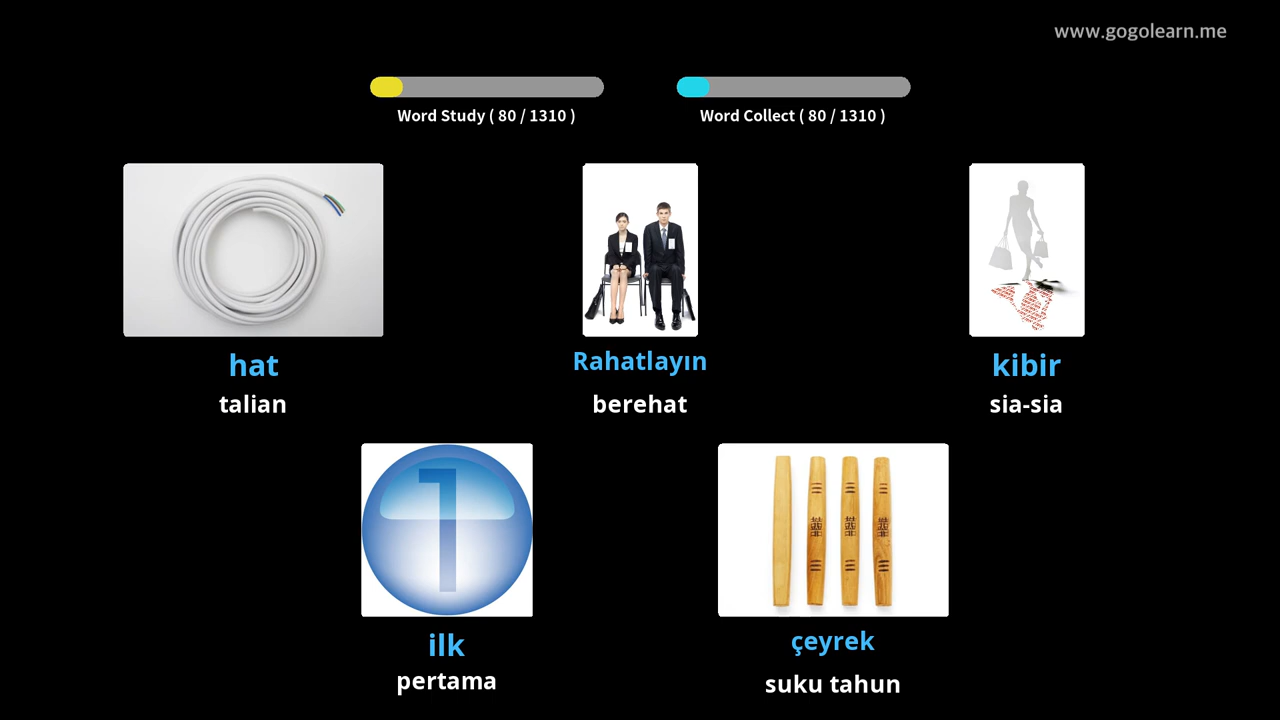 www.gogolearn.me
Word Study ( 80 / 1310 )
Word Collect ( 80 / 1310 )
hat
talian
Rahatlayın
berehat
kibir
sia-sia
ilk
pertama
çeyrek
suku tahun